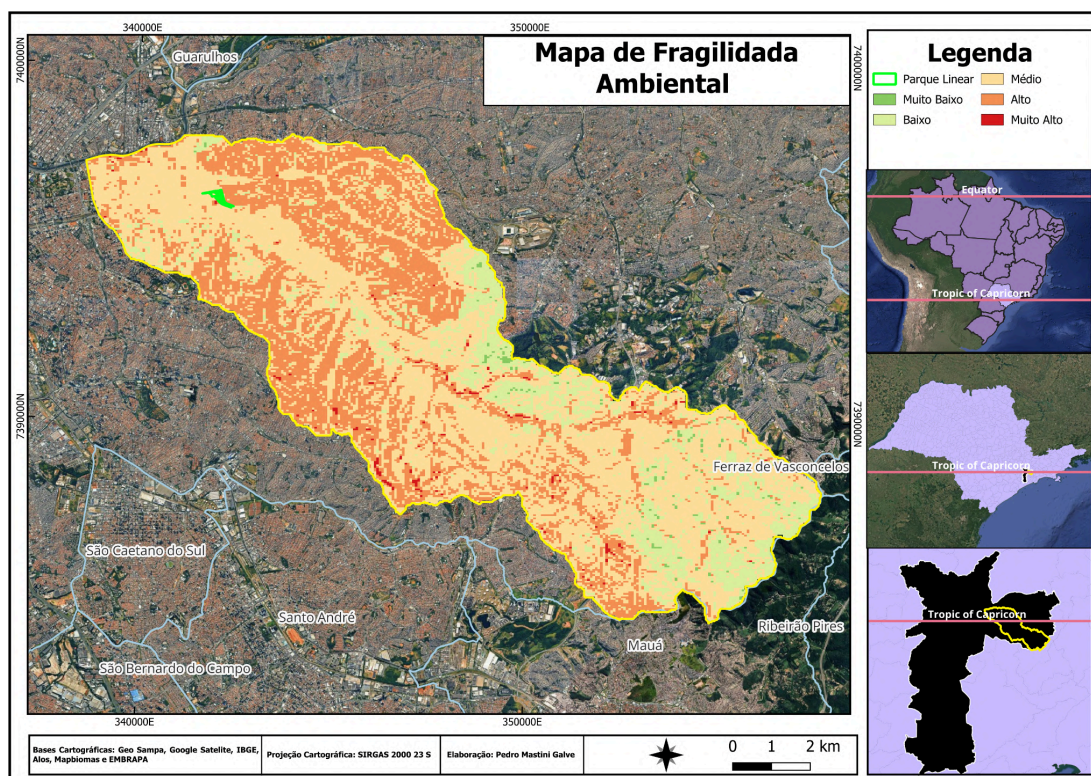 340000E
350000E
Mapa de Fragilidada
Ambiental
Legenda
Parque Linear
Médio
Muito Baixo
Alto
Baixo
Muito Alto
7400000N
7400000N
Guarulhos
Equator
Tropic of Capricorn
7390000N
7390000N
Ferraz de Vasconcelos
Tropic of Capricorn
São Caetano do Sul
Santo André
Mauá
Ribeirão Pires
São Bernardo do Campo
Tropic of Capricorn
340000E
350000E
Bases Cartográficas: Geo Sampa, Google Satelite, IBGE,
Alos, Mapbiomas e EMBRAPA
Projeção Cartográfica: SIRGAS 2000 23 S
Elaboração: Pedro Mastini Galve
0 1 2 km